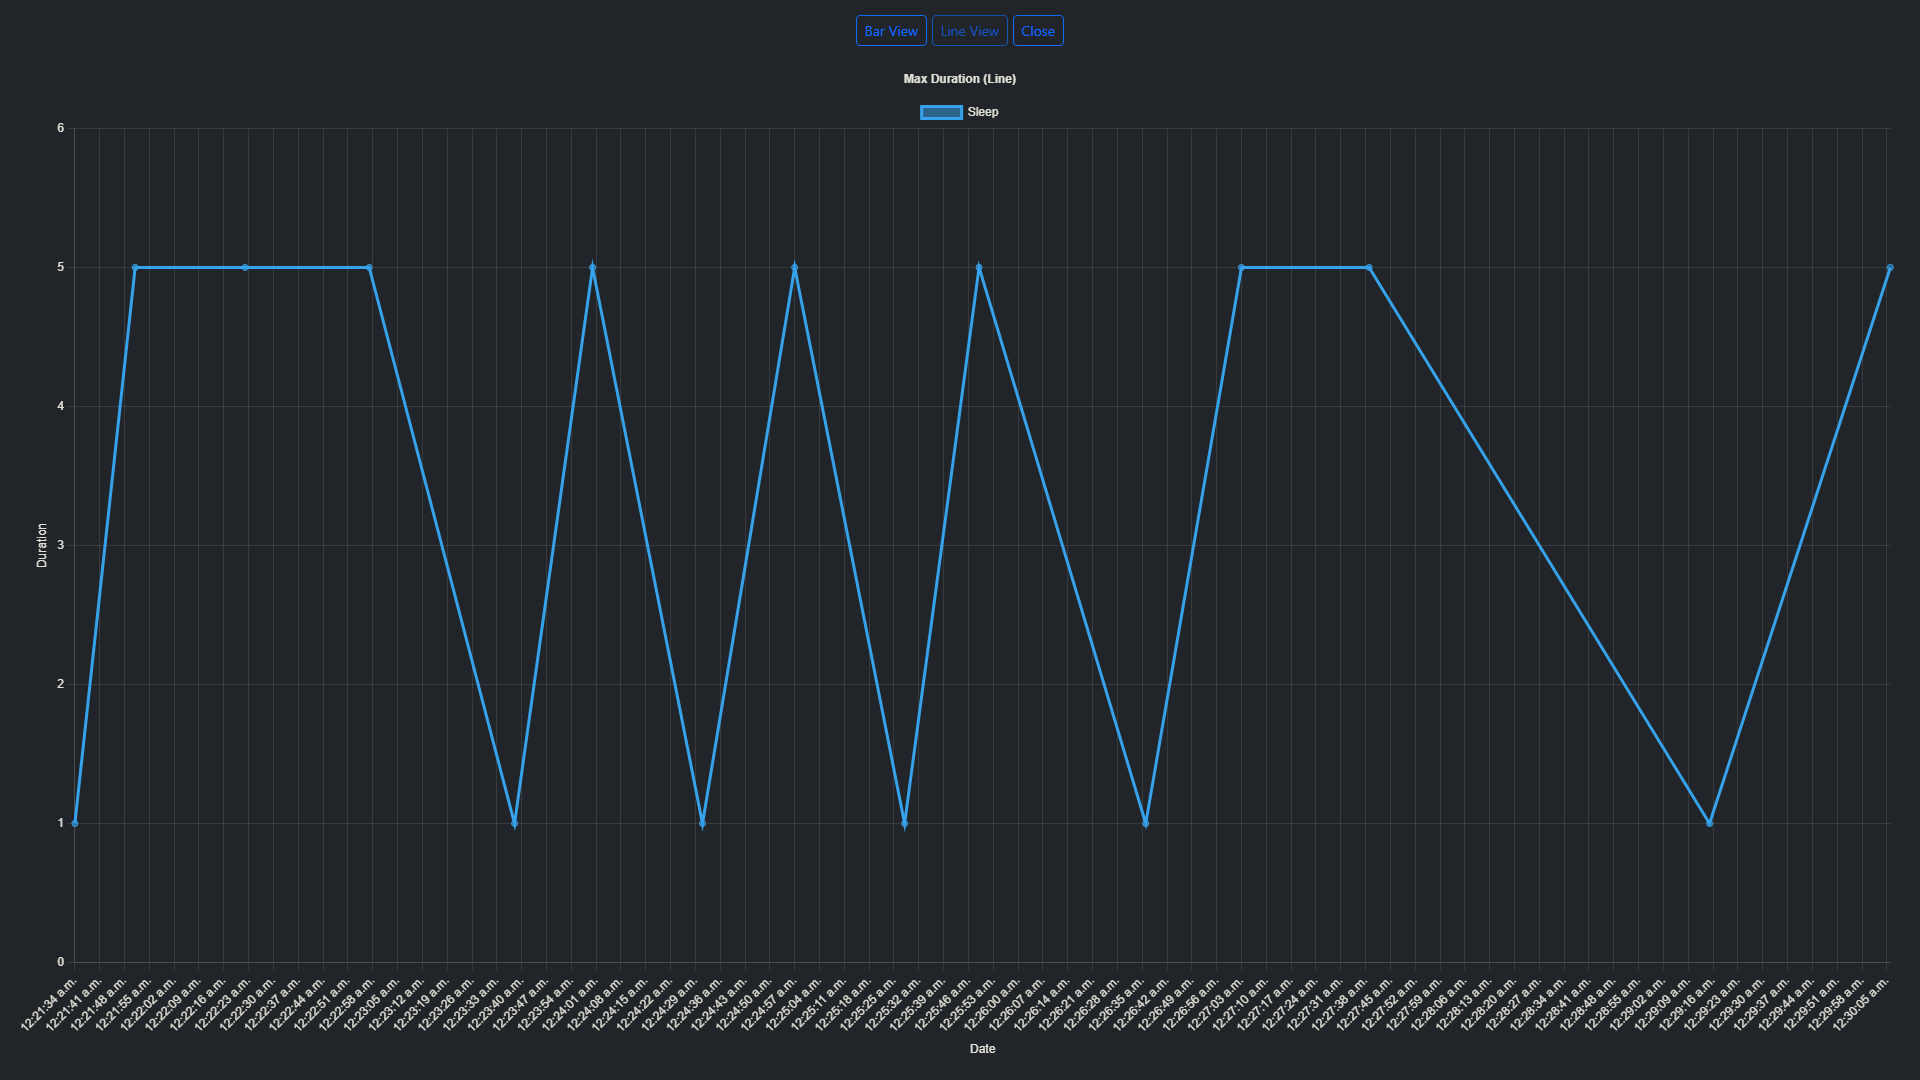 Bar View Line View Close
Max Duration (Line)
Sleep
6
5
4
3
2
1
0
Duration
12:21:34 a.m. 12:21:41 a.m. 12:21:48 a.m. 12:21:55 a.m. 12:22:02 a.m. 12:22:09 a.m. 12:22:16 a.m. 12:22:23 a.m. 12:22:30 a.m. 12:22:37 a.m. 12:22:44 a.m. 12:22:51 a.m. 12:22:58 a.m. 12:23:05 a.m. 12:23:12 a.m. 12:23:19 a.m. 12:23:26 a.m. 12:23:33 a.m. 12:23:40 a.m. 12:23:47 a.m. 12:23:54 a.m. 12:24:01 a.m. 12:24:08 a.m. 12:24:15 a.m. 12:24:22 a.m. 12:24:29 a.m. 12:24:36 a.m. 12:24:43 a.m. 12:24:50 a.m. 12:24:57 a.m. 12:25:04 a.m. 12:25:11 a.m. 12:25:18 a.m. 12:25:25 a.m. 12:25:32 a.m. 12:25:39 a.m. 12:25:46 a.m. 12:25:53 a.m. 12:26:00 a.m. 12:26:07 a.m. 12:26:14 a.m. 12:26:21 a.m. 12:26:28 a.m. 12:26:35 a.m. 12:26:42 a.m. 12:26:49 a.m. 12:26:56 a.m. 12:27:03 a.m. 12:27:10 a.m. 12:27:17 a.m. 12:27:24 a.m. 12:27:31 a.m. 12:27:38 a.m. 12:27:45 a.m. 12:27:52 a.m. 12:27:59 a.m. 12:28:06 a.m. 12:28:13 a.m. 12:28:20 a.m. 12:28:27 a.m. 12:28:34 a.m. 12:28:41 a.m. 12:28:48 a.m. 12:28:55 a.m. 12:29:02 a.m. 12:29:09 a.m. 12:29:16 a.m. 12:29:23 a.m. 12:29:30 a.m. 12:29:37 a.m. 12:29:44 a.m. 12:29:51 a.m. 12:29:58 a.m. 12:30:05 a.m.
Date